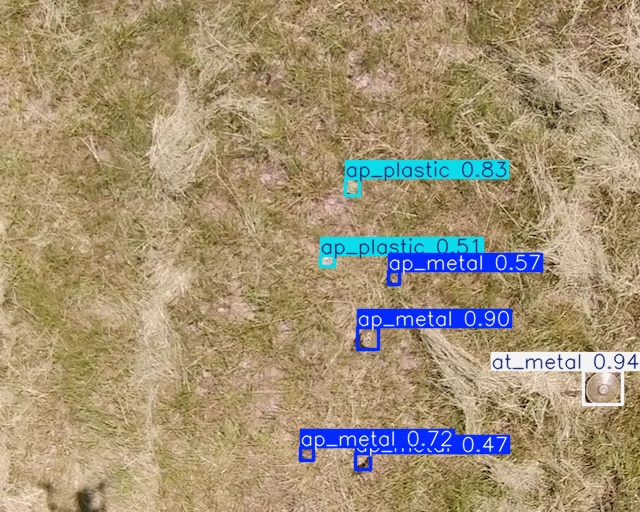 ap_plastic 0.83
ap_plastic 0.51
ap_metal 0.57
ap_metal 0.90
at_metal 0.94
ap_metal 0.72
ap_metal 0.47